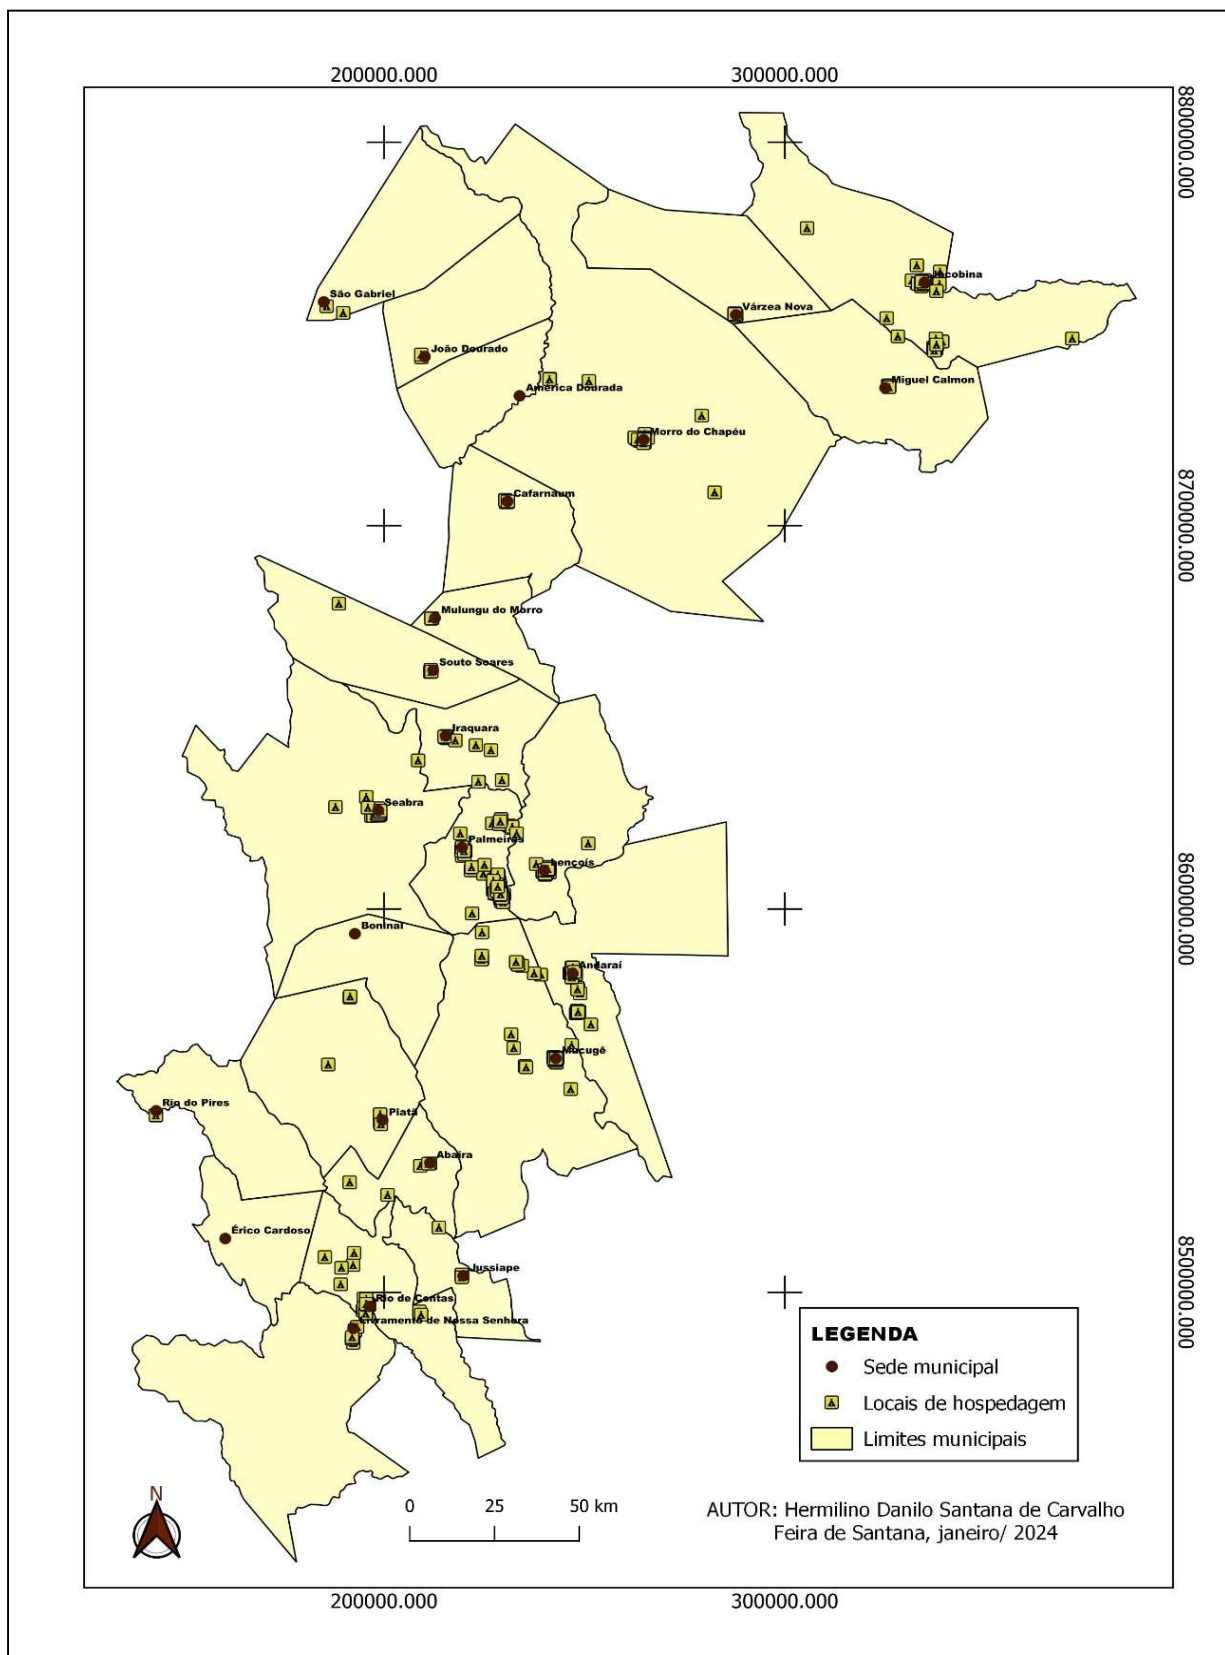 200000.000
300000.000
8800000.000
Jacobina
São Gabriel
Várzea Nova
João Dourado
Miguel Calmon
América Dourada
Morro do Chapéu
Cafarnaum
8700000.000
Mulungu do Morro
Souto Soares
Iraquara
Seabra
Palmeiras
Lençóis
8600000.000
Boninal
Andaraí
Mucugê
Rio do Pires
Piatã
Abaíra
Érico Cardoso
Jussiape
8500000.000
Rio de Contas
Livramento de Nossa Senhora
LEGENDA
Sede municipal
Locais de hospedagem
Limites municipais
N
0 25 50 km
AUTOR: Hermilino Danilo Santana de Carvalho
Feira de Santana, janeiro/ 2024
200000.000
300000.000